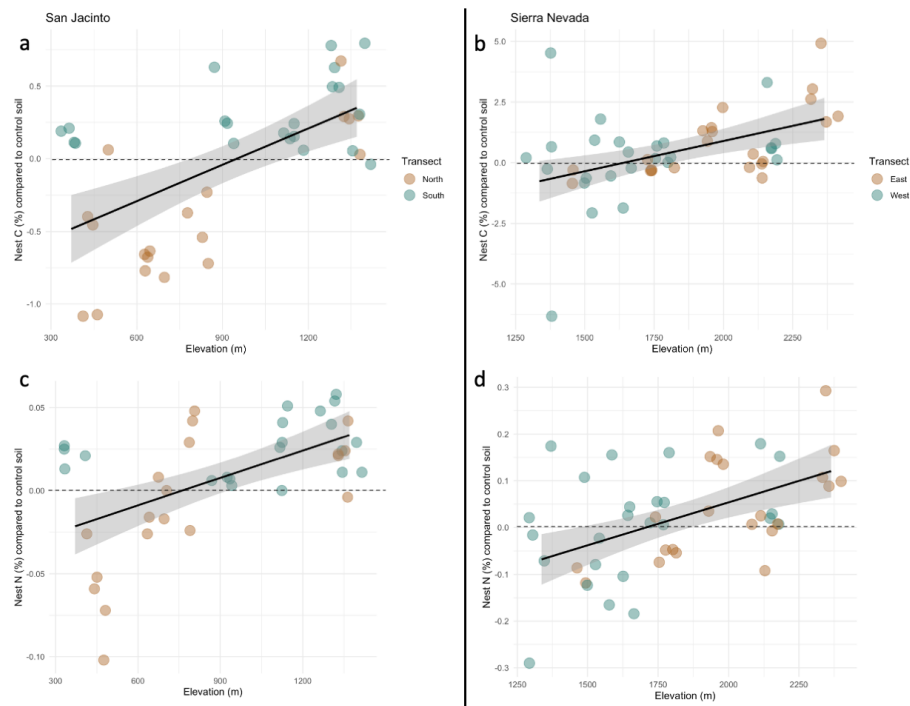 San Jacinto
a
Nest C (%) compared to control soil
0.5
0.0
-0.5
-1.0
300 600 900 1200
Elevation (m)
Transect
North
South
Sierra Nevada
b
Nest C (%) compared to control soil
5.0
2.5
0.0
-2.5
-5.0
1250 1500 1750 2000 2250
Elevation (m)
Transect
East
West
c
Nest N (%) compared to control soil
0.05
0.00
-0.05
-0.10
300 600 900 1200
Elevation (m)
d
Nest N (%) compared to control soil
0.3
0.2
0.1
0.0
-0.1
-0.2
-0.3
1250 1500 1750 2000 2250
Elevation (m)